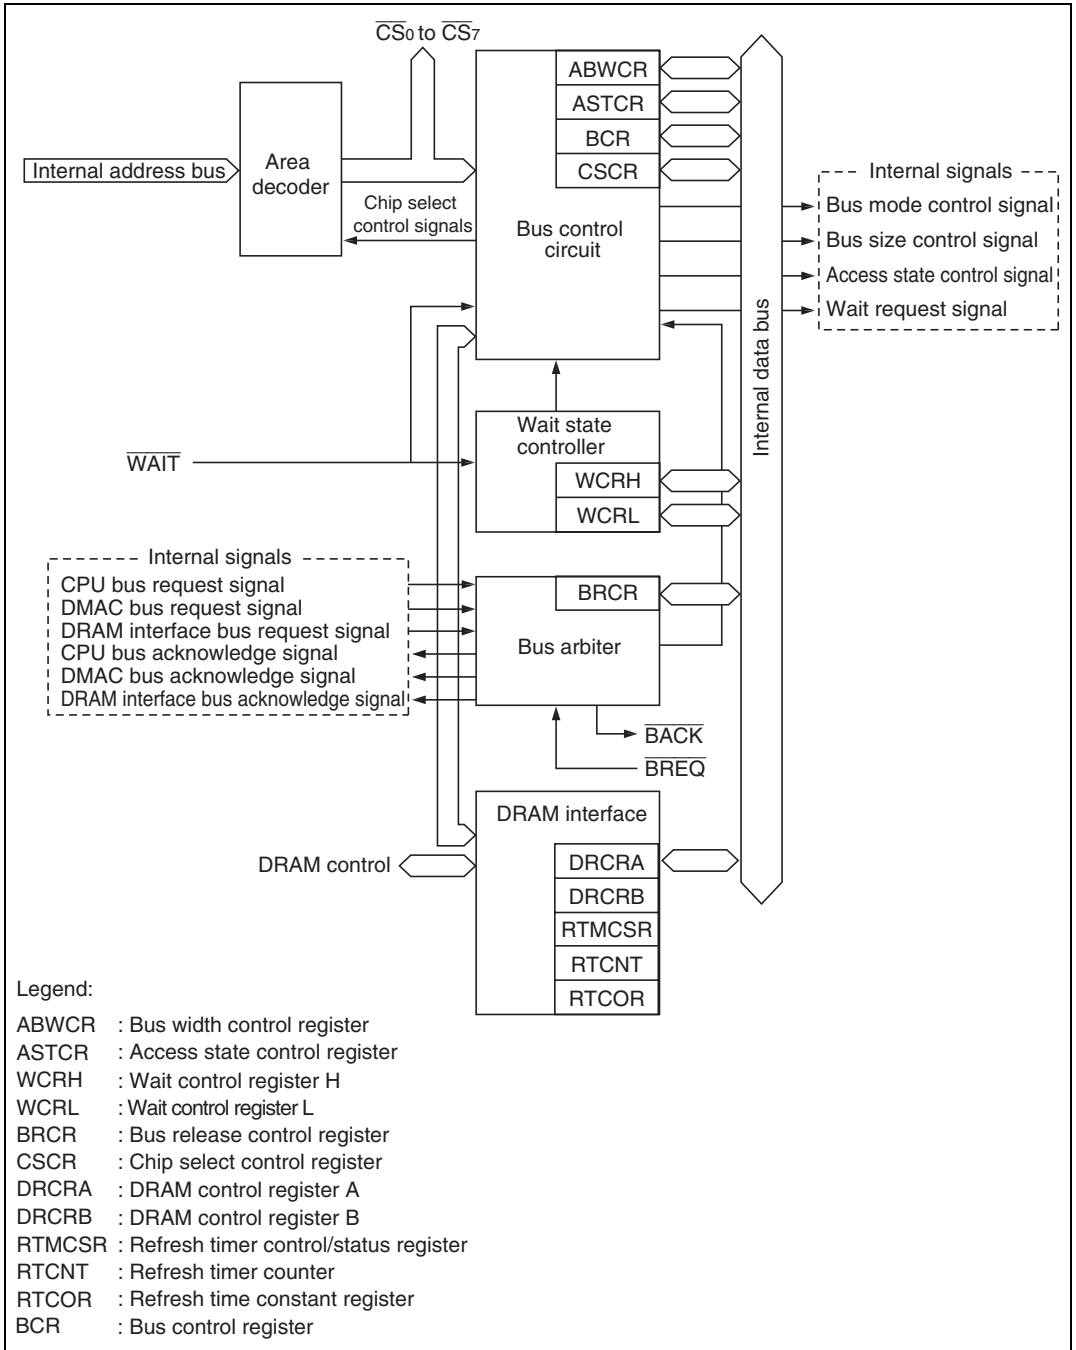 CS0 to CS7
ABWCR
ASTCR
BCR
CSCR
Internal address bus
Area
decoder
Chip select
control signals
Bus control
circuit
Internal signals
Bus mode control signal
Bus size control signal
Access state control signal
Wait request signal
Internal data bus
Wait state
controller
WAIT
WCRH
WCRL
Internal signals
CPU bus request signal
DMAC bus request signal
DRAM interface bus request signal
CPU bus acknowledge signal
DMAC bus acknowledge signal
DRAM interface bus acknowledge signal
BRCR
Bus arbiter
BACK
BREQ
DRAM interface
DRAM control
DRCRA
DRCRB
RTMCSR
RTCNT
RTCOR
Legend:
ABWCR : Bus width control register
ASTCR : Access state control register
WCRH : Wait control register H
WCRL : Wait control register L
BRCR : Bus release control register
CSCR : Chip select control register
DRCRA : DRAM control register A
DRCRB : DRAM control register B
RTMCSR : Refresh timer control/status register
RTCNT : Refresh timer counter
RTCOR : Refresh time constant register
BCR : Bus control register